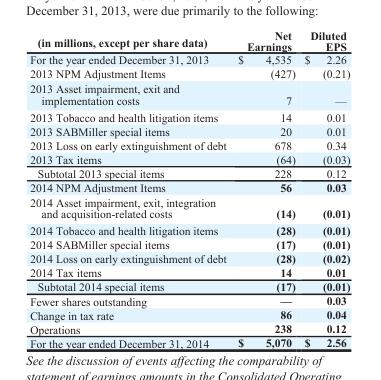 December 31, 2013, were due primarily to the following:
(in millions, except per share data) Net Earnings Diluted EPS
For the year ended December 31, 2013 $ 4,535 $ 2.26
2013 NPM Adjustment Items (427) (0.21)
2013 Asset impairment, exit and
implementation costs 7 —
2013 Tobacco and health litigation items 14 0.01
2013 SABMiller special items 20 0.01
2013 Loss on early extinguishment of debt 678 0.34
2013 Tax items (64) (0.03)
Subtotal 2013 special items 228 0.12
2014 NPM Adjustment Items 56 0.03
2014 Asset impairment, exit, integration
and acquisition-related costs (14) (0.01)
2014 Tobacco and health litigation items (28) (0.01)
2014 SABMiller special items (17) (0.01)
2014 Loss on early extinguishment of debt (28) (0.02)
2014 Tax items 14 0.01
Subtotal 2014 special items (17) (0.01)
Fewer shares outstanding — 0.03
Change in tax rate 86 0.04
Operations 238 0.12
For the year ended December 31, 2014 $ 5,070 $ 2.56
See the discussion of events affecting the comparability of
statement of earnings amounts in the Consolidated Operating